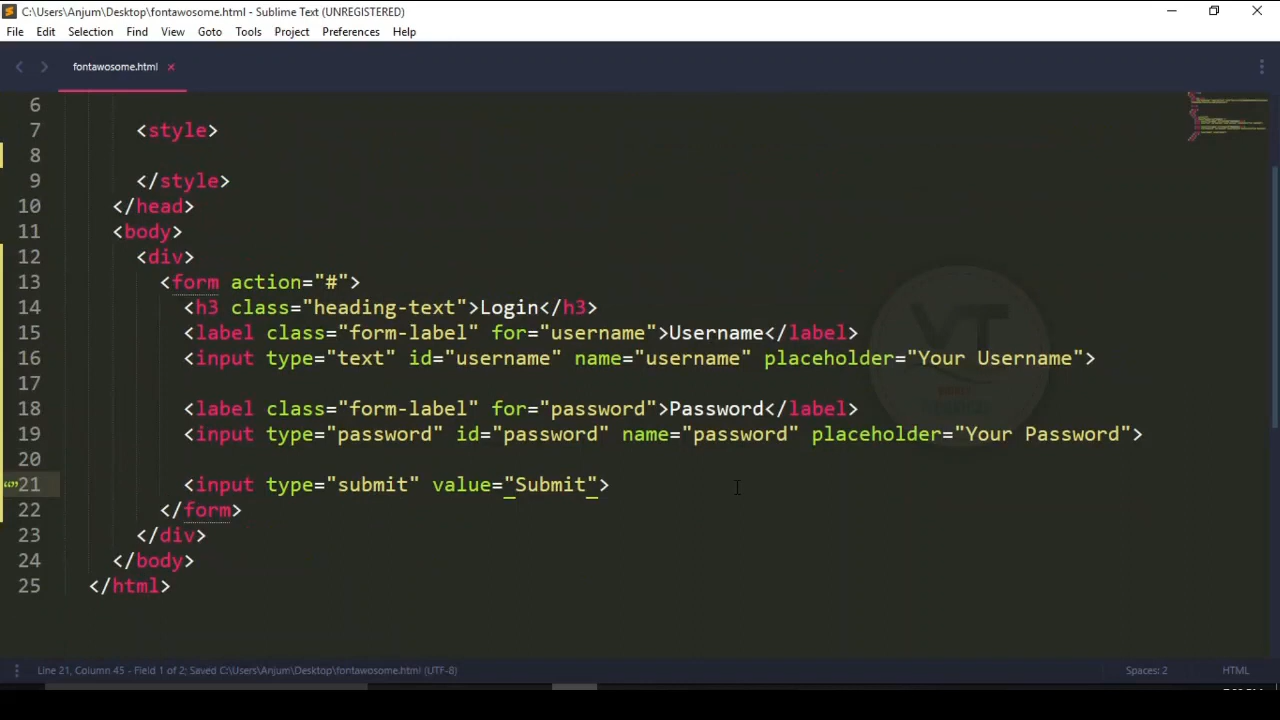 C:\Users\Anjum\Desktop\fontawosome.html - Sublime Text (UNREGISTERED)
File Edit Selection Find View Goto Tools Project Preferences Help
fontawosome.html
6
7 <style>
8
9 </style>
10 </head>
11 <body>
12 <div>
13 <form action="#">
14 <h3 class="heading-text">Login</h3>
15 <label class="form-label" for="username">Username</label>
16 <input type="text" id="username" name="username" placeholder="Your Username">
17
18 <label class="form-label" for="password">Password</label>
19 <input type="password" id="password" name="password" placeholder="Your Password">
20
21 <input type="submit" value="Submit">
22 </form>
23 </div>
24 </body>
25 </html>
VT
Line 21, Column 45 - Field 1 of 2; Saved C:\Users\Anjum\Desktop\fontawosome.html (UTF-8)
Spaces: 2
HTML